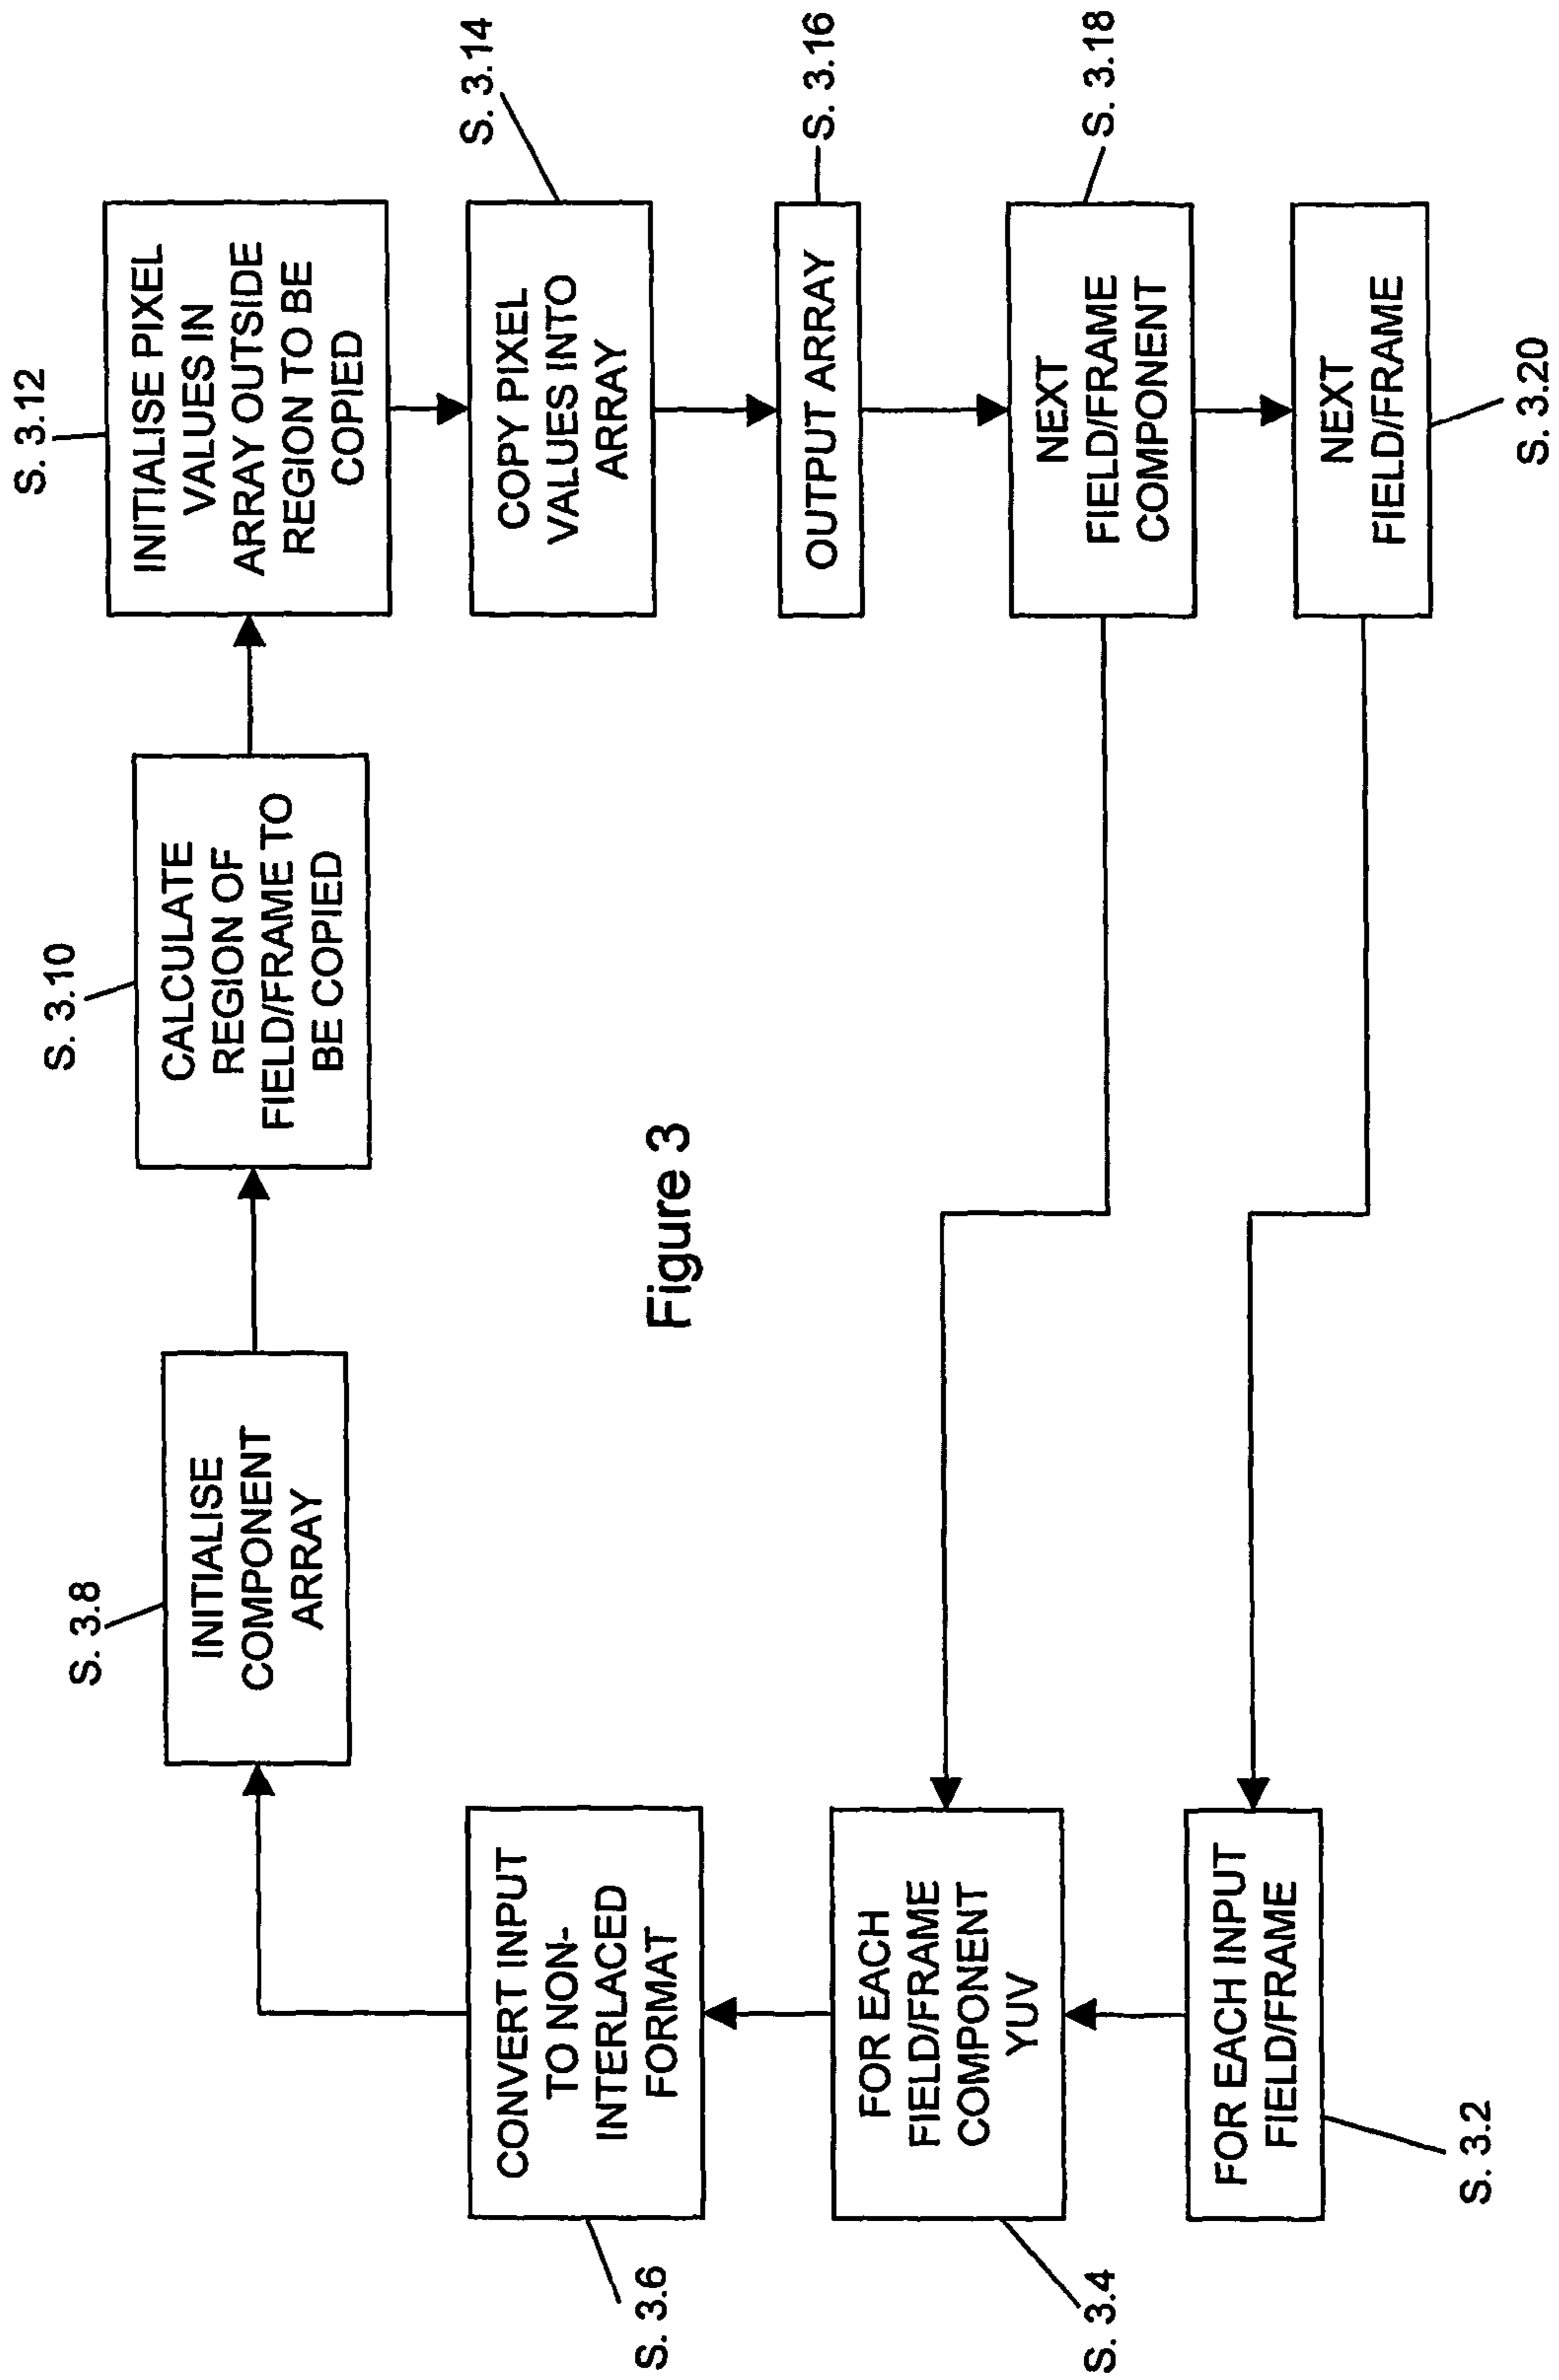 S. 3.2
FOR EACH INPUT
FIELD/FRAME
S. 3.4
FOR EACH
FIELD/FRAME
COMPONENT
YUV
S. 3.6
CONVERT INPUT
TO NON-
INTERLACED
FORMAT
S. 3.8
INITIALISE
COMPONENT
ARRAY
S. 3.10
CALCULATE
REGION OF
FIELD/FRAME TO
BE COPIED
S. 3.12
INITIALISE PIXEL
VALUES IN
ARRAY OUTSIDE
REGION TO BE
COPIED
S. 3.14
COPY PIXEL
VALUES INTO
ARRAY
S. 3.16
OUTPUT ARRAY
S. 3.18
NEXT
FIELD/FRAME
COMPONENT
S. 3.20
NEXT
FIELD/FRAME
Figure 3